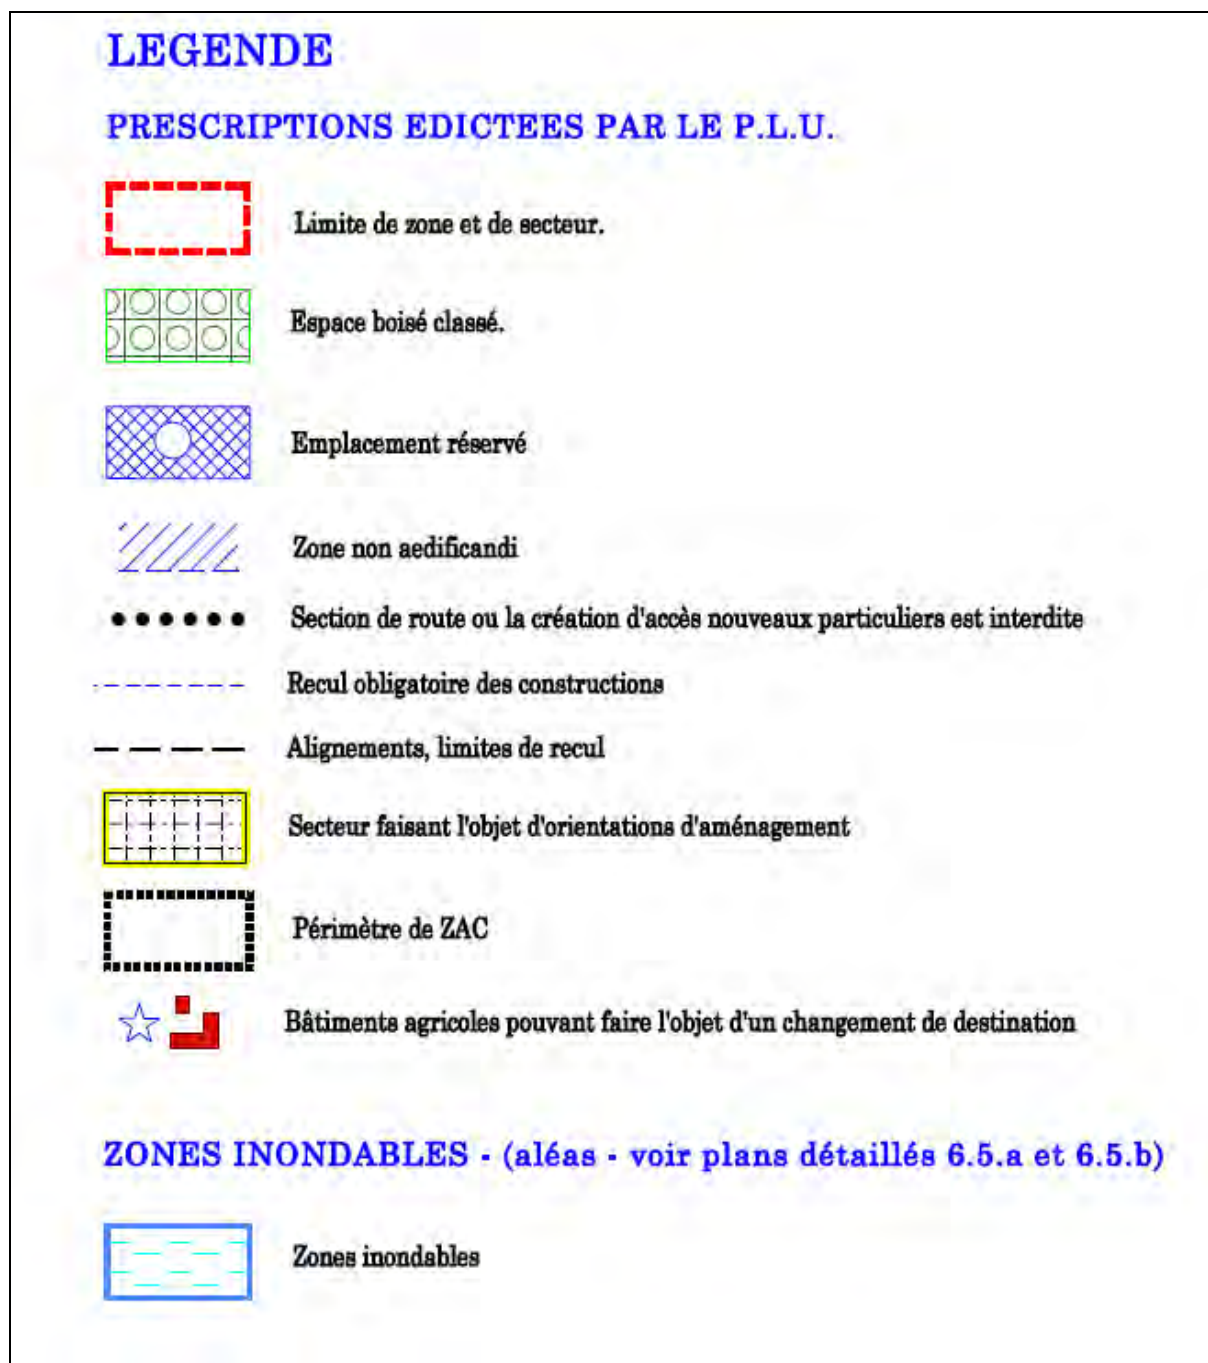 LEGENDE
PRESCRIPTIONS EDICTEES PAR LE P.L.U.
Limite de zone et de secteur.
Espace boisé classé.
Emplacement réservé
Zone non aedificandi
Section de route ou la création d'accès nouveaux particuliers est interdite
Recul obligatoire des constructions
Alignements, limites de recul
Secteur faisant l'objet d'orientations d'aménagement
Périmètre de ZAC
Bâtiments agricoles pouvant faire l'objet d'un changement de destination
ZONES INONDABLES - (aléas - voir plans détaillés 6.5.a et 6.5.b)
Zones inondables